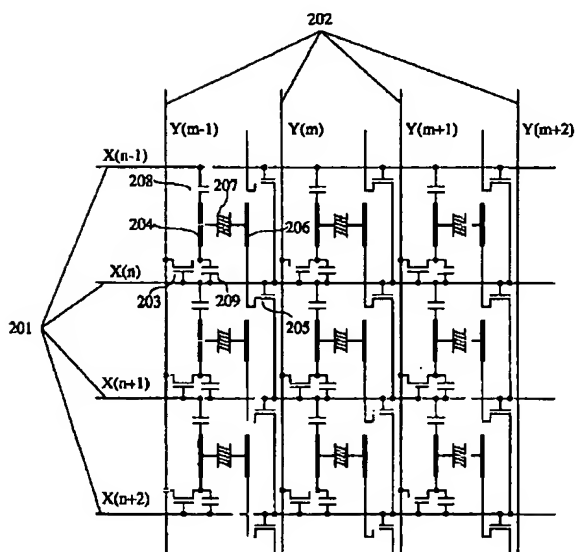 202
Y(m-1) Y(m) Y(m+1) Y(m+2)
X(n-1)
208 207
204 206
X(n)
203 209 205
201
X(n+1)
X(n+2)